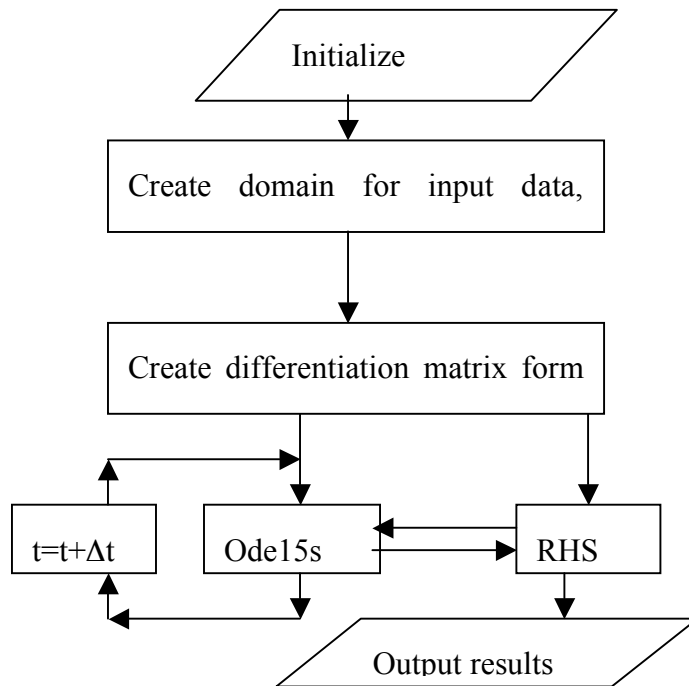 Initialize
Create domain for input data,
Create differentiation matrix form
t=t+Δt
Ode15s
RHS
Output results